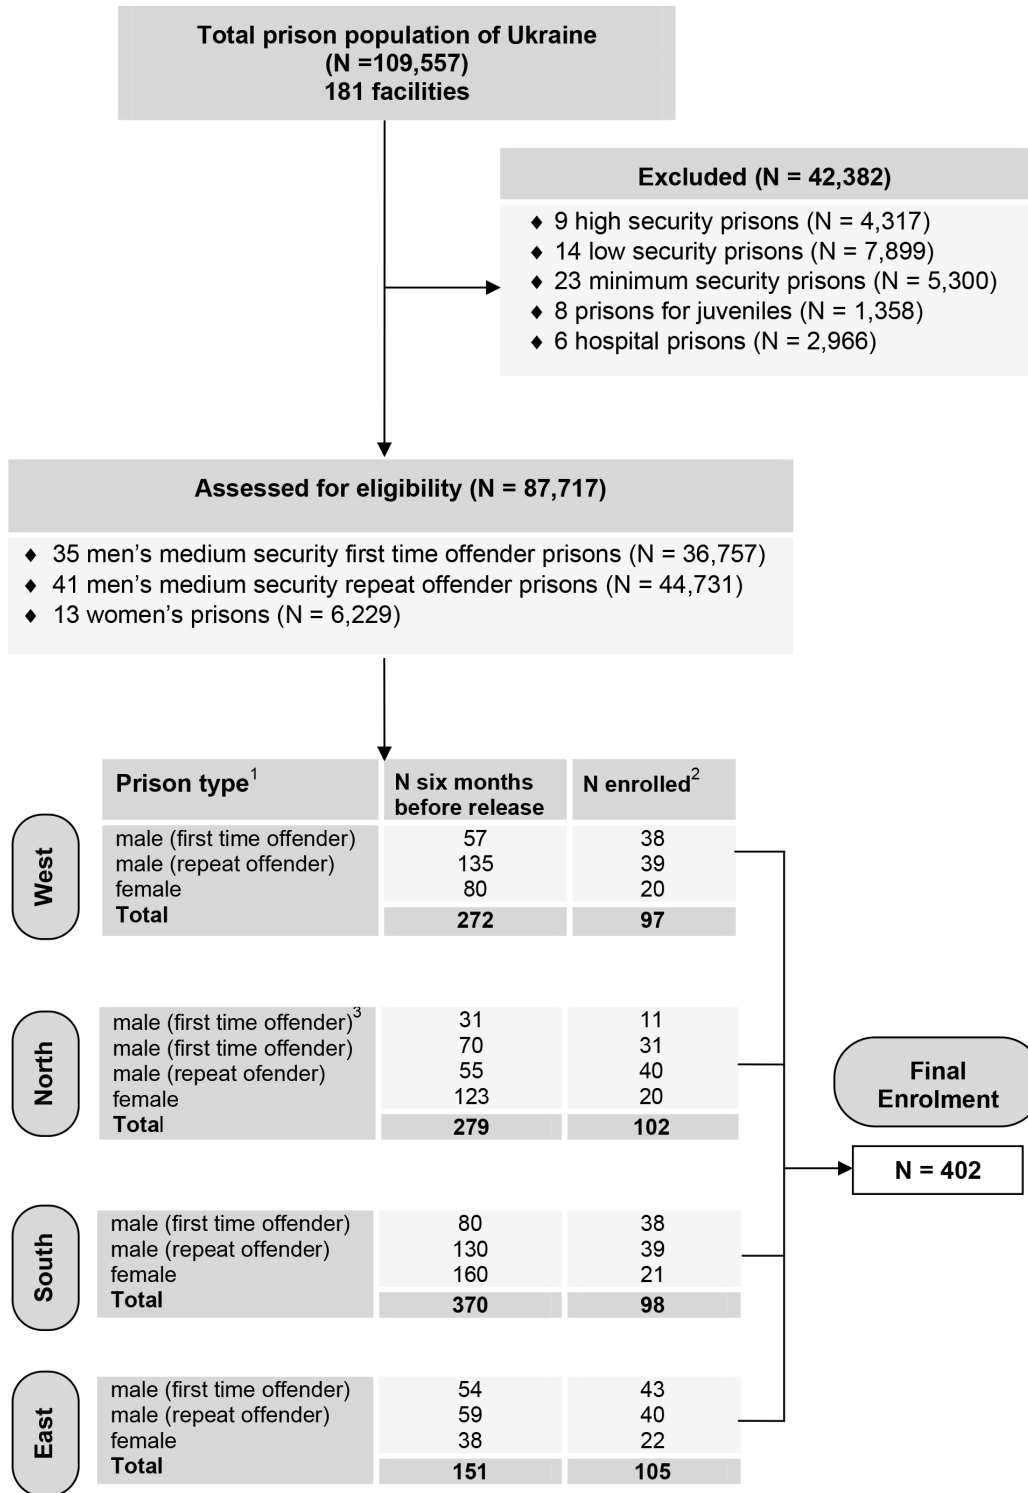 Total prison population of Ukraine
(N =109,557)
181 facilities
Excluded (N = 42,382)
♦ 9 high security prisons (N = 4,317)
♦ 14 low security prisons (N = 7,899)
♦ 23 minimum security prisons (N = 5,300)
♦ 8 prisons for juveniles (N = 1,358)
♦ 6 hospital prisons (N = 2,966)
Assessed for eligibility (N = 87,717)
♦ 35 men’s medium security first time offender prisons (N = 36,757)
♦ 41 men’s medium security repeat offender prisons (N = 44,731)
♦ 13 women’s prisons (N = 6,229)
Prison type1 N six months before release N enrolled2
West
male (first time offender) 57 38
male (repeat offender) 135 39
female 80 20
Total 272 97
North
male (first time offender)3 31 11
male (first time offender) 70 31
male (repeat ofender) 55 40
female 123 20
Total 279 102
South
male (first time offender) 80 38
male (repeat offender) 130 39
female 160 21
Total 370 98
East
male (first time offender) 54 43
male (repeat offender) 59 40
female 38 22
Total 151 105
Final
Enrolment
N = 402